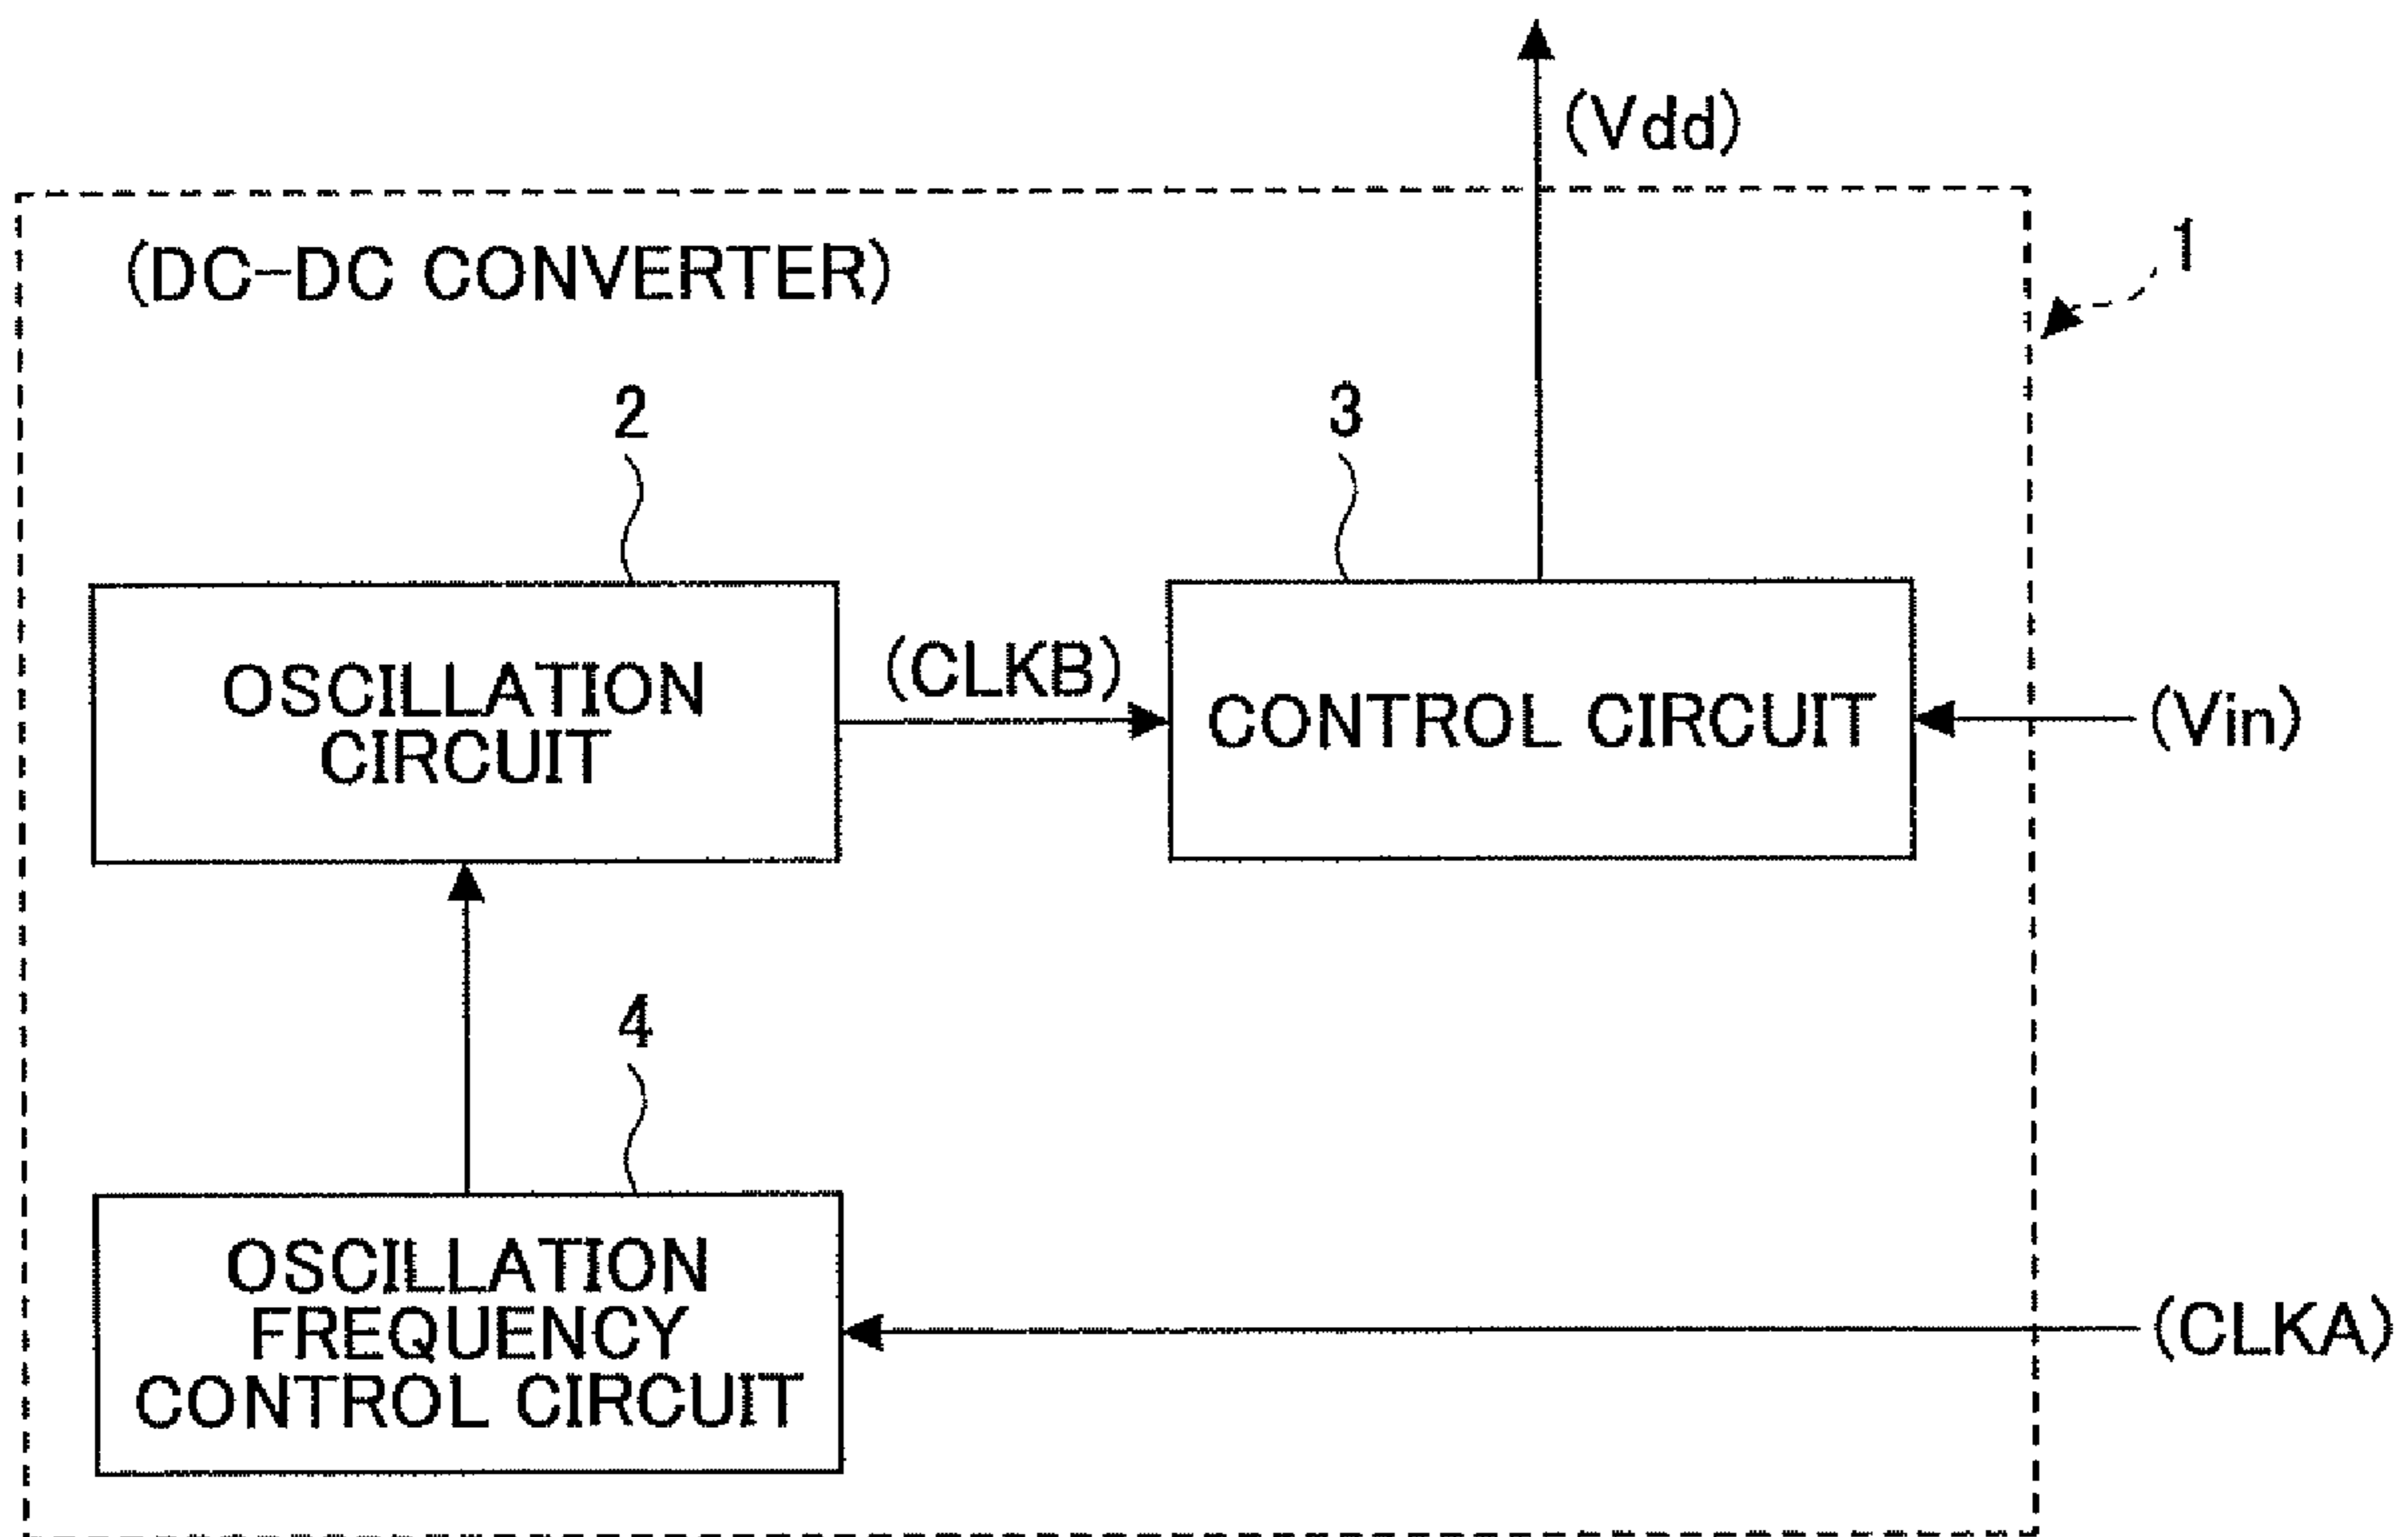 (Vdd)
(DC-DC CONVERTER)
1
2
3
OSCILLATION
CIRCUIT
(CLKB)
CONTROL CIRCUIT
(Vin)
4
OSCILLATION
FREQUENCY
CONTROL CIRCUIT
(CLKA)